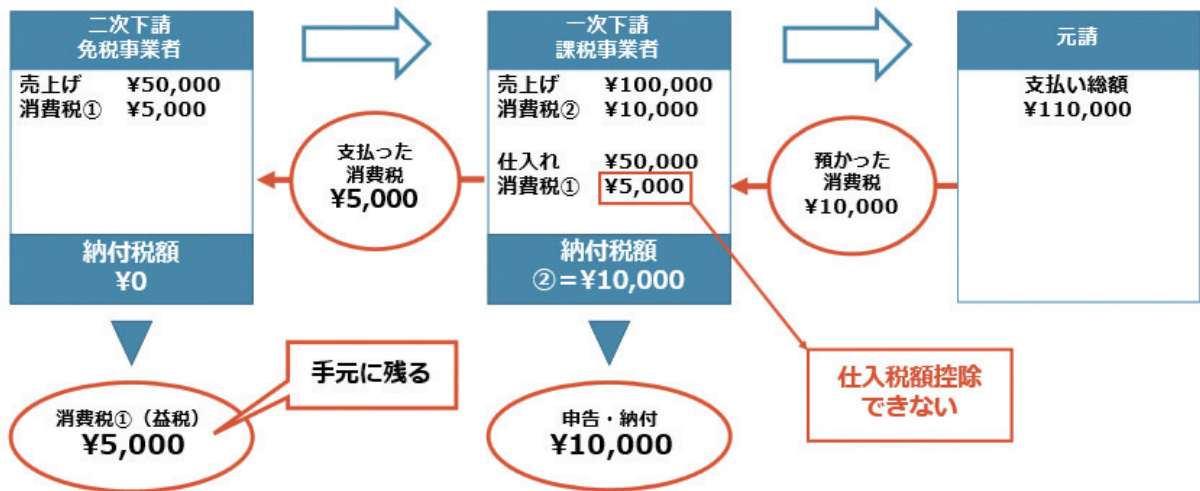 二次下請
免税事業者
売上げ ¥50,000
消費税① ¥5,000
納付税額
¥0
手元に残る
消費税①（益税）
¥5,000
支払った
消費税
¥5,000
一次下請
課税事業者
売上げ ¥100,000
消費税② ¥10,000
仕入れ ¥50,000
消費税① ¥5,000
納付税額
②=¥10,000
申告・納付
¥10,000
預かった
消費税
¥10,000
仕入税額控除
できない
元請
支払い総額
¥110,000